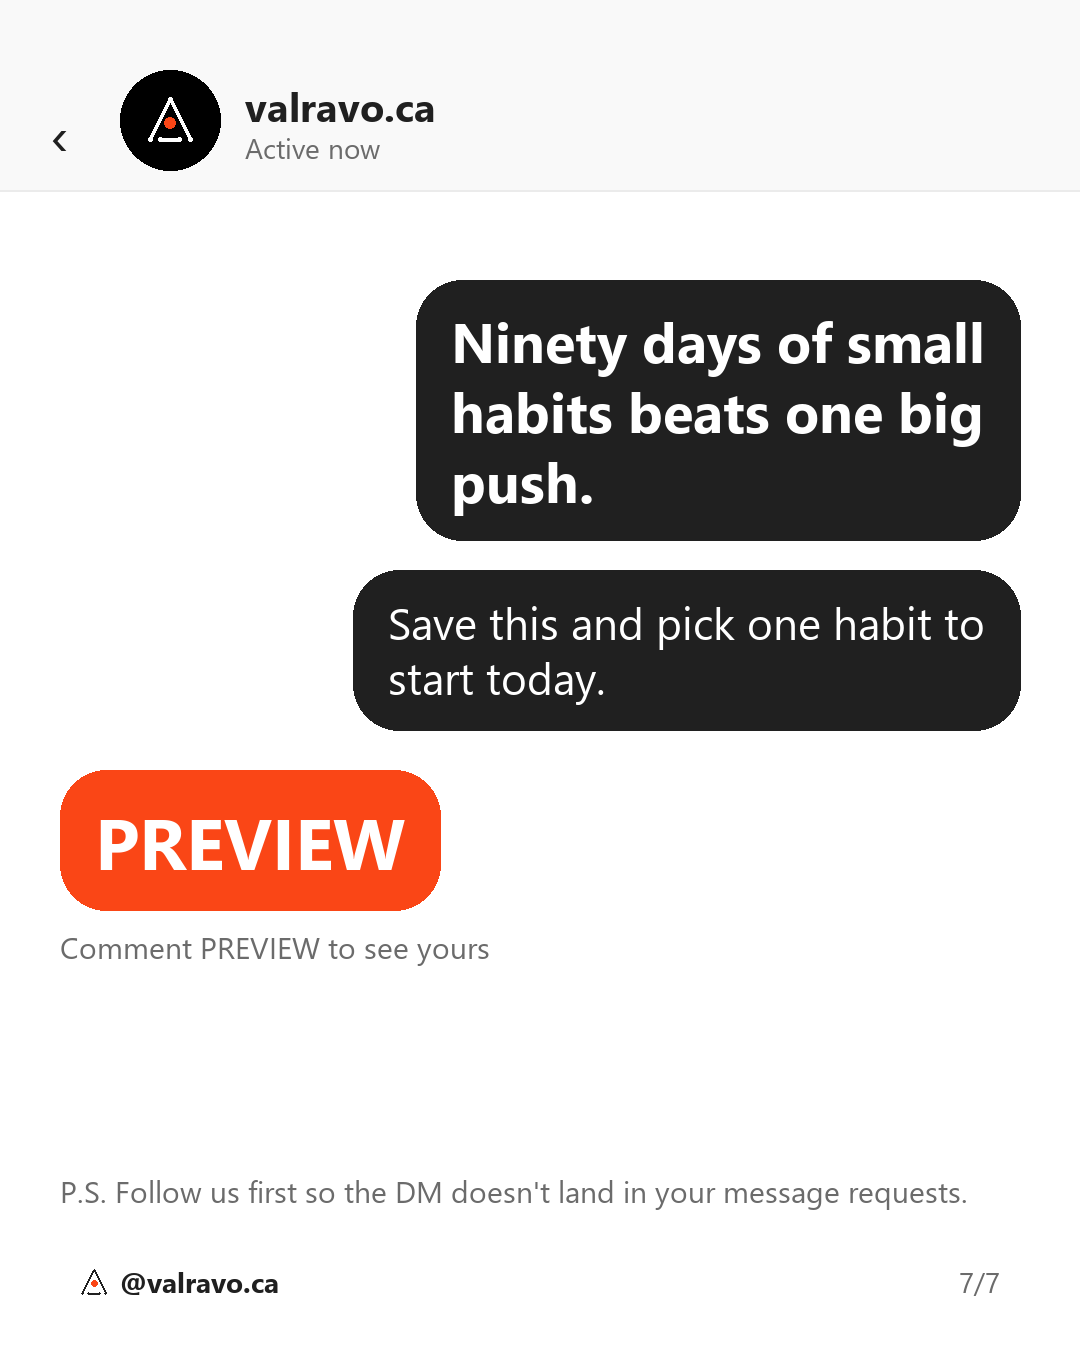 ‹
valravo.ca
Active now
Ninety days of small
habits beats one big
push.
Save this and pick one habit to
start today.
PREVIEW
Comment PREVIEW to see yours
P.S. Follow us first so the DM doesn't land in your message requests.
@valravo.ca
7/7